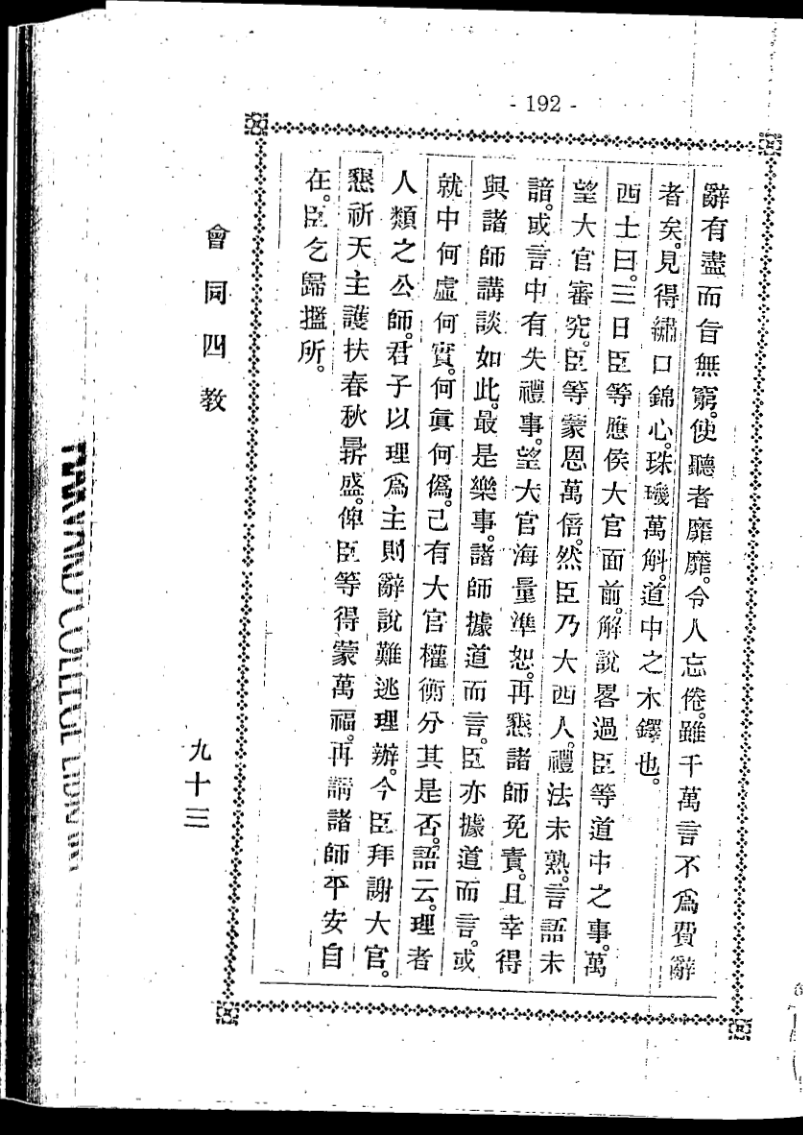 - 192 -
辭有盡而旨無窮。使聽者靡靡。令人忘倦。雖千萬言不爲費辭
者矣。見得繡口錦心。珠璣萬斛。道中之木鐸也。
西士曰。三日臣等應侯大官面前。解說畧過臣等道中之事。萬
望大官審究。臣等蒙恩萬倍。然臣乃大西人。禮法未熟。言語未
諳。或言中有失禮事。望大官海量準恕。再懇諸師免責。且幸得
與諸師講談如此。最是樂事。諸師據道而言。臣亦據道而言。或
就中何虛何實。何眞何僞。己有大官權衡分其是否。語云。理者
人類之公師。君子以理爲主則辭說難逃理辦。今臣拜謝大官。
懇祈天主護扶春秋昦盛。俾臣等得蒙萬福。再謂諸師平安自
在。臣乞歸搵所。
會同四教
九十三
HARVARD COLLEGE LIBRARY